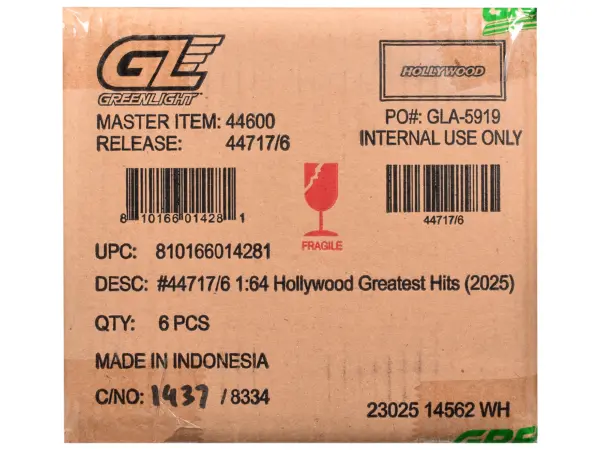 GL
GREENLIGHT
HOLLYWOOD
MASTER ITEM: 44600
RELEASE: 44717/6
PO#: GLA-5919
INTERNAL USE ONLY
8 10166 01428 1
44717/6
FRAGILE
UPC: 810166014281
DESC: #44717/6 1:64 Hollywood Greatest Hits (2025)
QTY: 6 PCS
MADE IN INDONESIA
C/NO: 1437 / 8334
23025 14562 WH